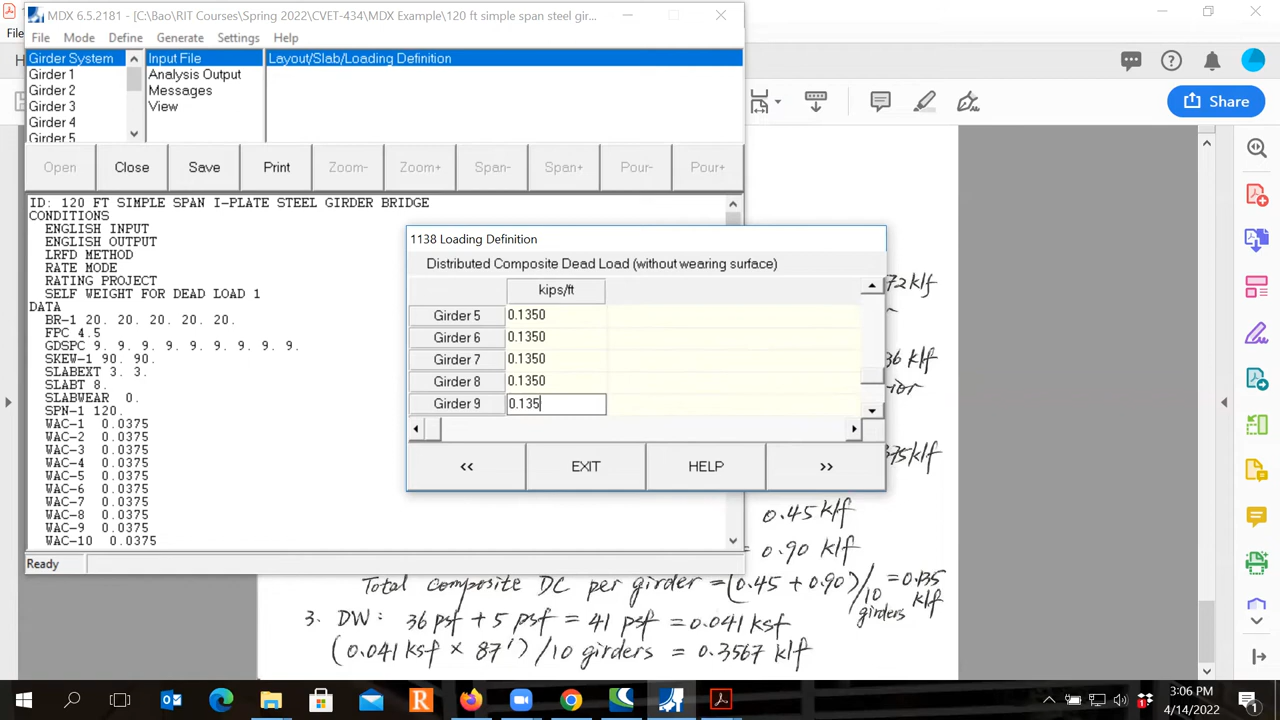 MDX 6.5.2181 - [C:\Bao\RIT Courses\Spring 2022\CVET-434\MDX Example\120 ft simple span steel gir...
File Mode Define Generate Settings Help
Girder System
Girder 1
Girder 2
Girder 3
Girder 4
Girder 5
Input File
Analysis Output
Messages
View
Layout/Slab/Loading Definition
Open Close Save Print Zoom- Zoom+ Span- Span+ Pour- Pour+
Share
ID: 120 FT SIMPLE SPAN I-PLATE STEEL GIRDER BRIDGE
CONDITIONS
ENGLISH INPUT
ENGLISH OUTPUT
LRFD METHOD
RATE MODE
RATING PROJECT
SELF WEIGHT FOR DEAD LOAD 1
DATA
BR-1 20. 20. 20. 20. 20.
FPC 4.5
GDSPC 9. 9. 9. 9. 9. 9. 9. 9. 9.
SKEW-1 90. 90.
SLABEXT 3. 3.
SLABT 8.
SLABWEAR 0.
SPN-1 120.
WAC-1 0.0375
WAC-2 0.0375
WAC-3 0.0375
WAC-4 0.0375
WAC-5 0.0375
WAC-6 0.0375
WAC-7 0.0375
WAC-8 0.0375
WAC-9 0.0375
WAC-10 0.0375
Ready
1138 Loading Definition
Distributed Composite Dead Load (without wearing surface)
kips/ft
Girder 5 0.1350
Girder 6 0.1350
Girder 7 0.1350
Girder 8 0.1350
Girder 9 0.135
<< EXIT HELP >>
72 klf
36 klf
375 klf
0.45 klf
= 0.90 klf
Total composite DC per girder = (0.45 + 0.90)/10 girders = 0.135 klf
3. DW: 36 psf + 5 psf = 41 psf = 0.041 ksf
(0.041 ksf × 87')/10 girders = 0.3567 klf
3:06 PM
4/14/2022